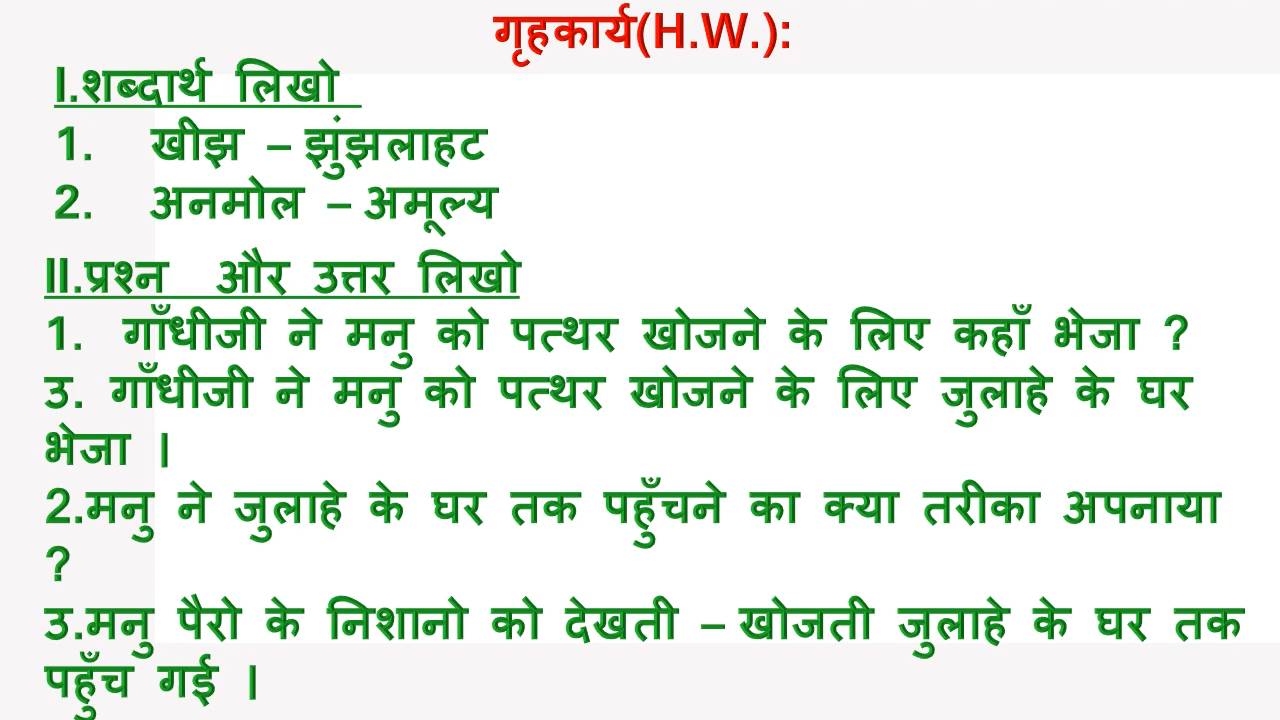 गृहकार्य(H.W.):
I.शब्दार्थ लिखो
1. खीझ – झुंझलाहट
2. अनमोल – अमूल्य
II.प्रश्न और उत्तर लिखो
1. गाँधीजी ने मनु को पत्थर खोजने के लिए कहाँ भेजा ?
उ. गाँधीजी ने मनु को पत्थर खोजने के लिए जुलाहे के घर
भेजा ।
2.मनु ने जुलाहे के घर तक पहुँचने का क्या तरीका अपनाया
?
उ.मनु पैरो के निशानो को देखती – खोजती जुलाहे के घर तक
पहुँच गई ।